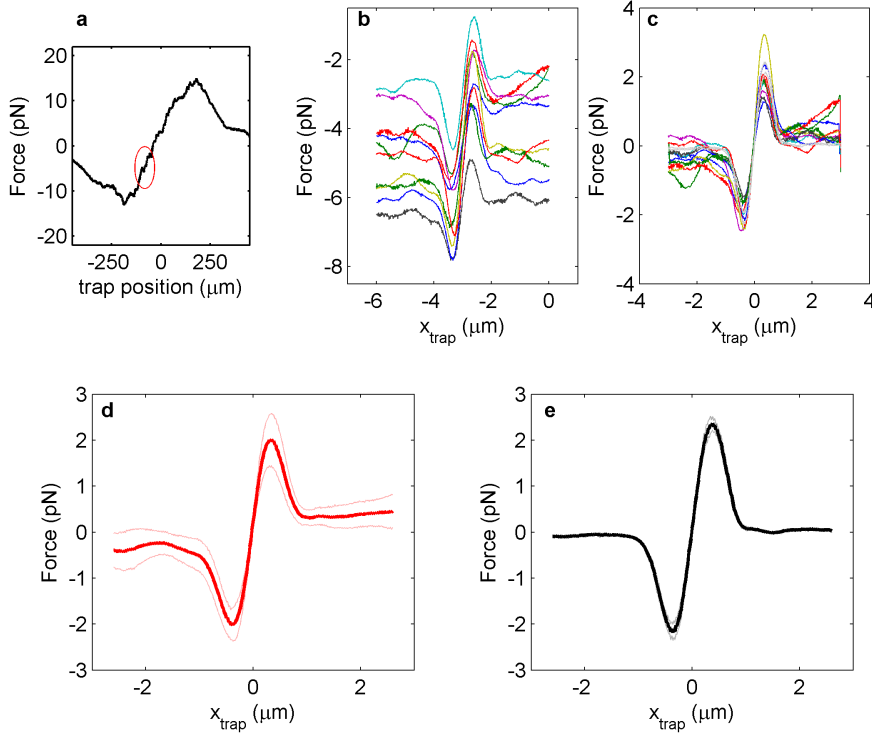 a
20
10
0
-10
-20
-250 0 250
trap position (μm)
Force (pN)
b
-2
-4
-6
-8
-6 -4 -2 0
x_trap (μm)
Force (pN)
c
4
2
0
-2
-4
-4 -2 0 2 4
x_trap (μm)
Force (pN)
d
3
2
1
0
-1
-2
-3
-2 0 2
x_trap (μm)
Force (pN)
e
3
2
1
0
-1
-2
-3
-2 0 2
x_trap (μm)
Force (pN)